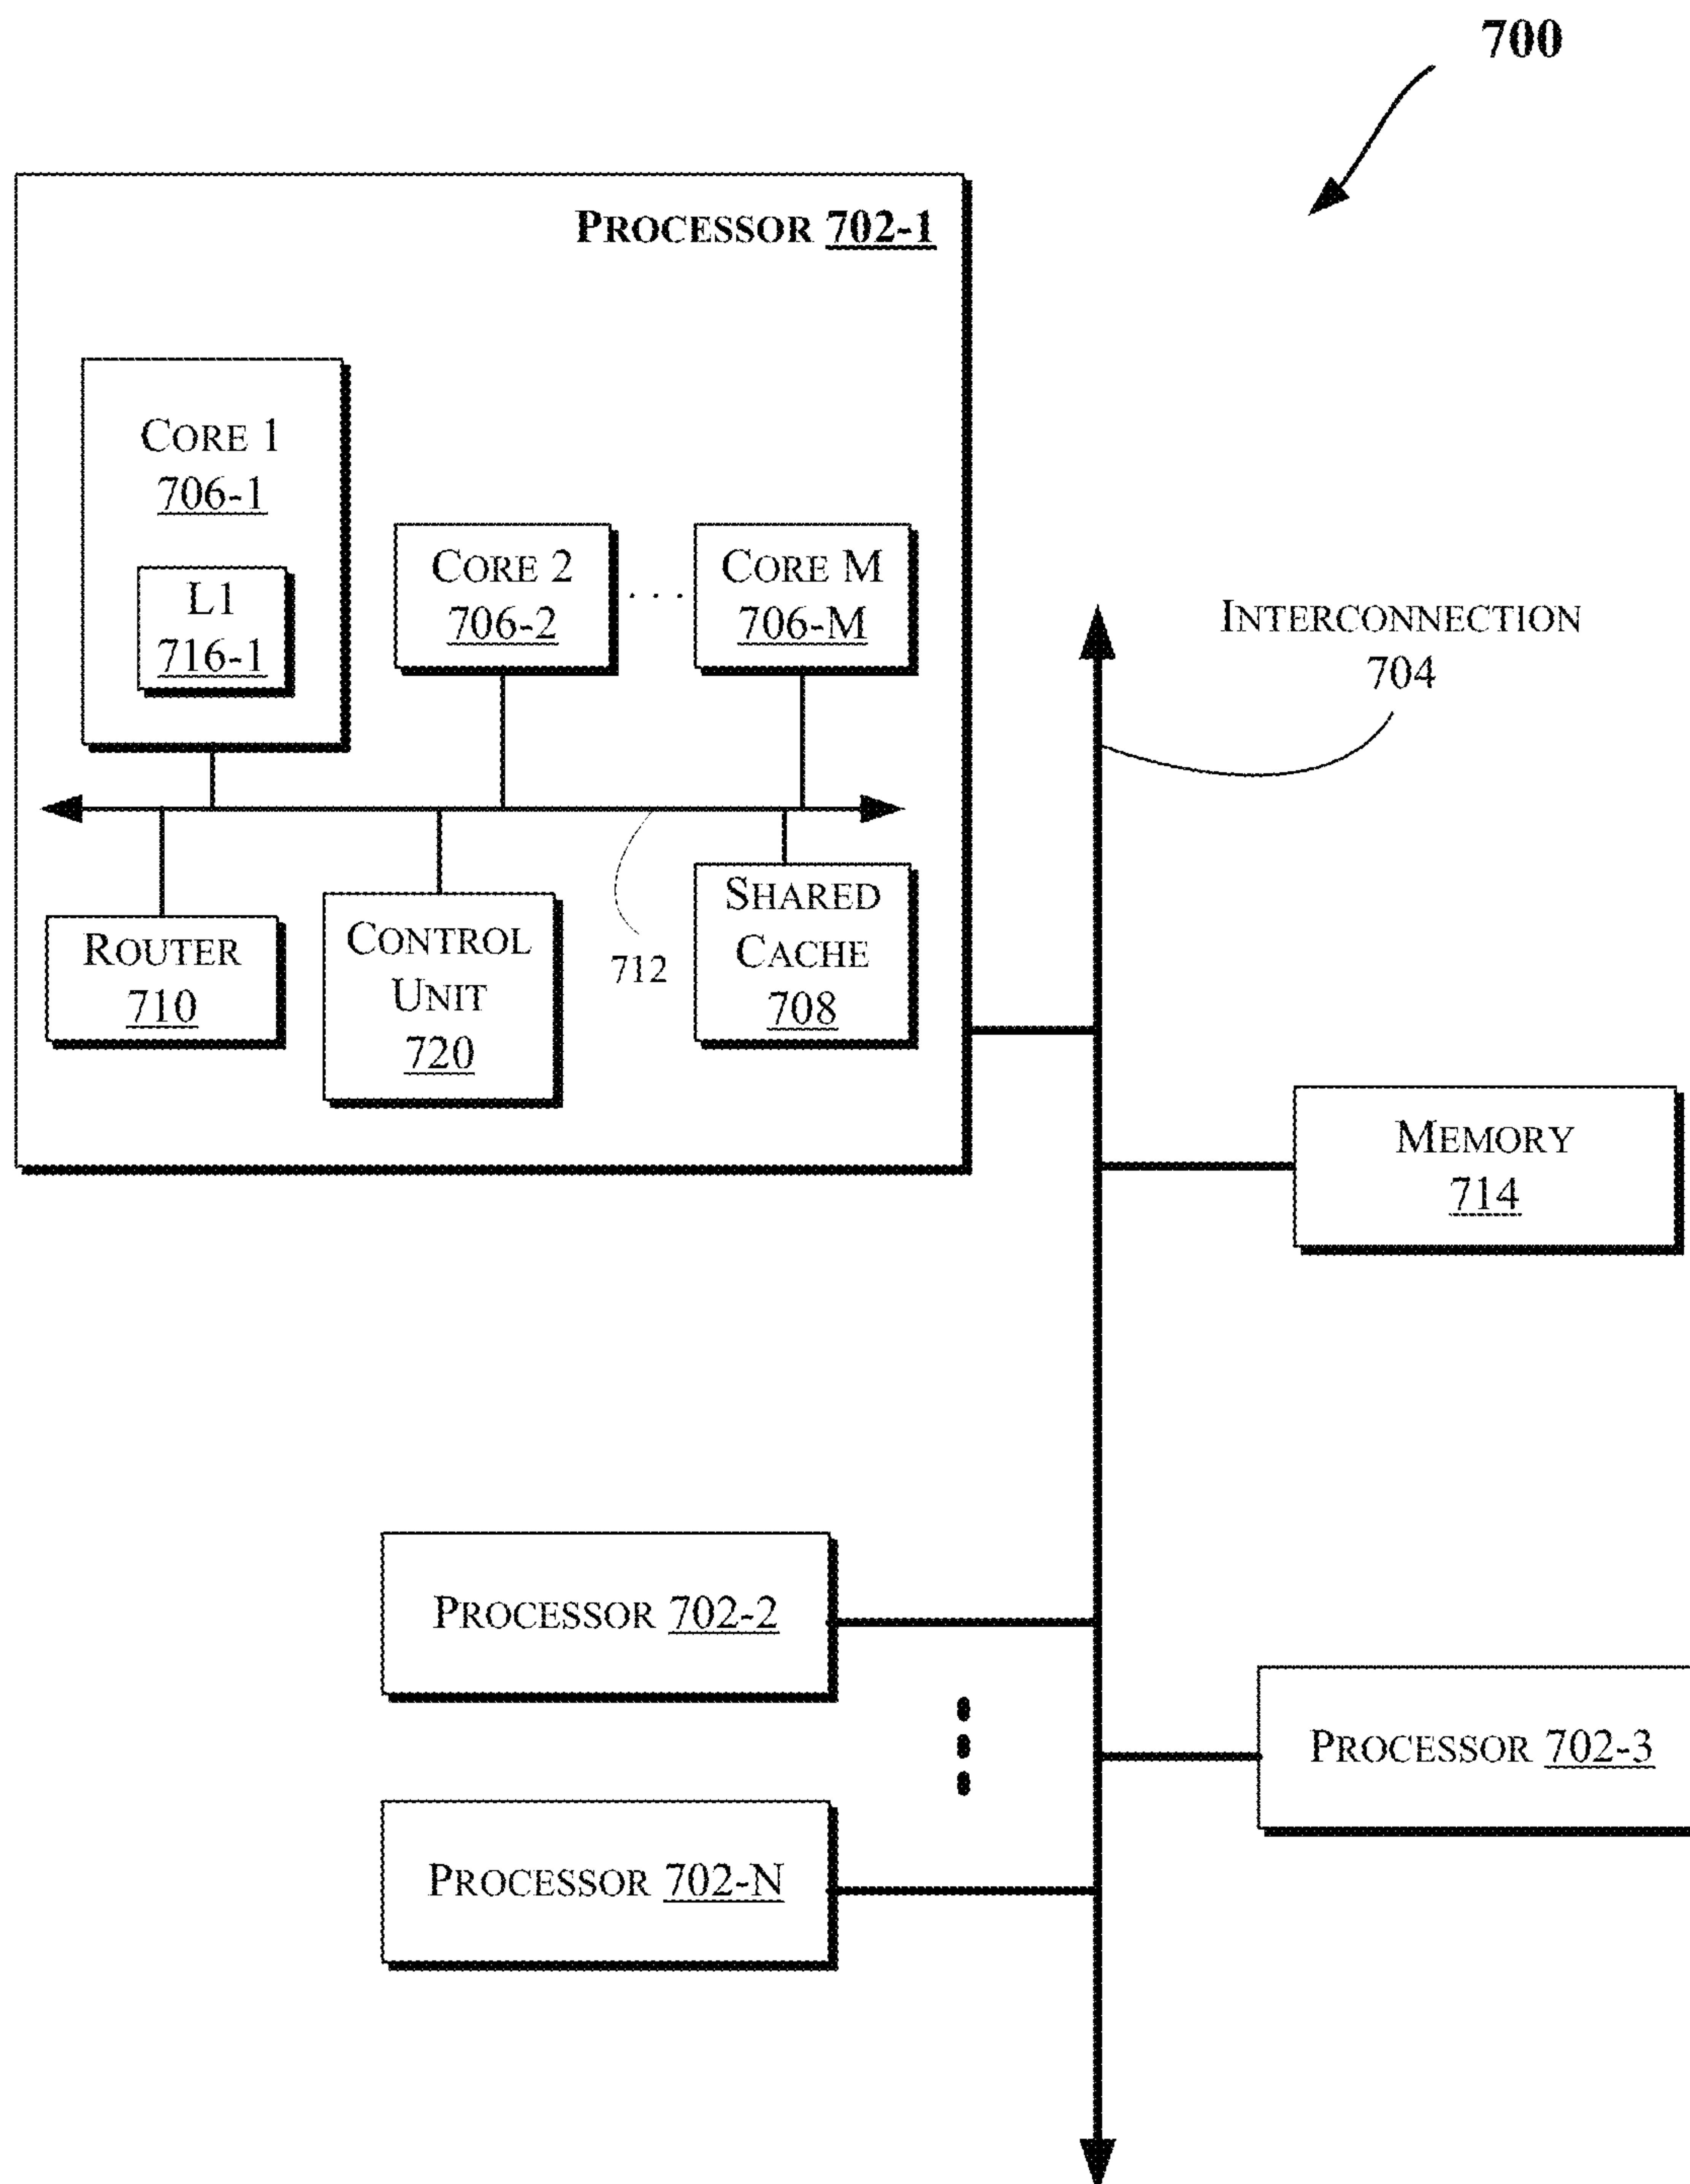 700
PROCESSOR 702-1
CORE 1
706-1
L1
716-1
CORE 2
706-2
. . .
CORE M
706-M
INTERCONNECTION
704
ROUTER
710
CONTROL
UNIT
720
712
SHARED
CACHE
708
MEMORY
714
PROCESSOR 702-2
PROCESSOR 702-3
PROCESSOR 702-N